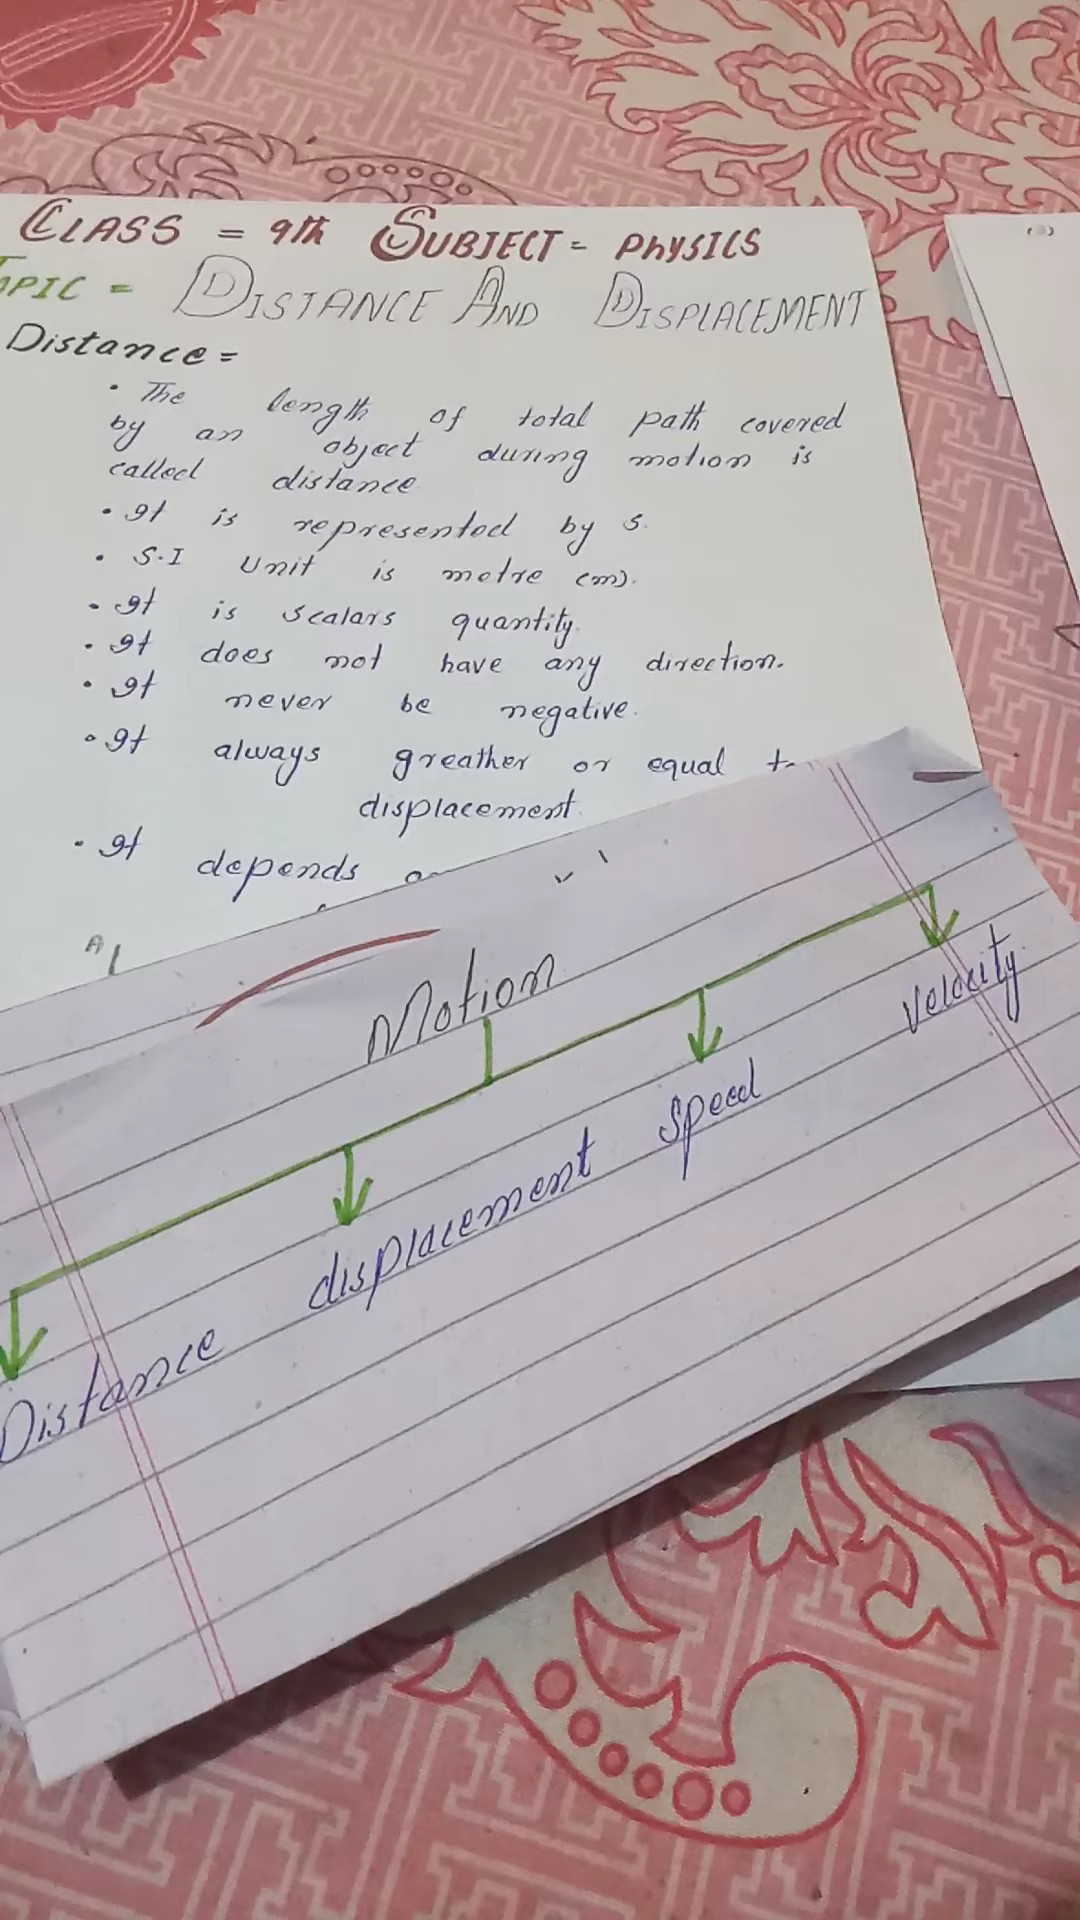 CLASS = 9th SUBJECT = PHYSICS
TOPIC = DISTANCE AND DISPLACEMENT
Distance =
• The length of total path covered
by an object during motion is
called distance
• It is represented by s.
• S.I Unit is metre (m).
• It is scalars quantity.
• It does not have any direction.
• It never be negative.
• It always greather or equal to
displacement.
• It depends
Motion
Velocity
Speed
displacement
Distance